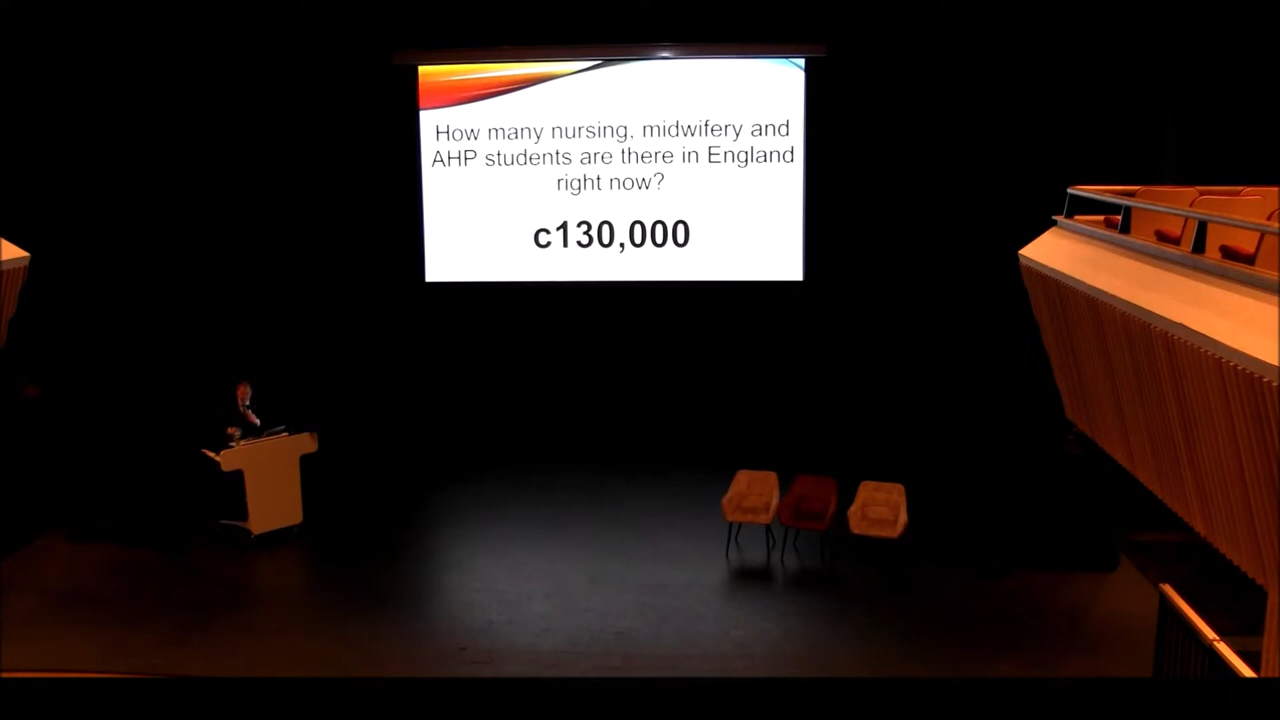 How many nursing, midwifery and
AHP students are there in England
right now?
c130,000